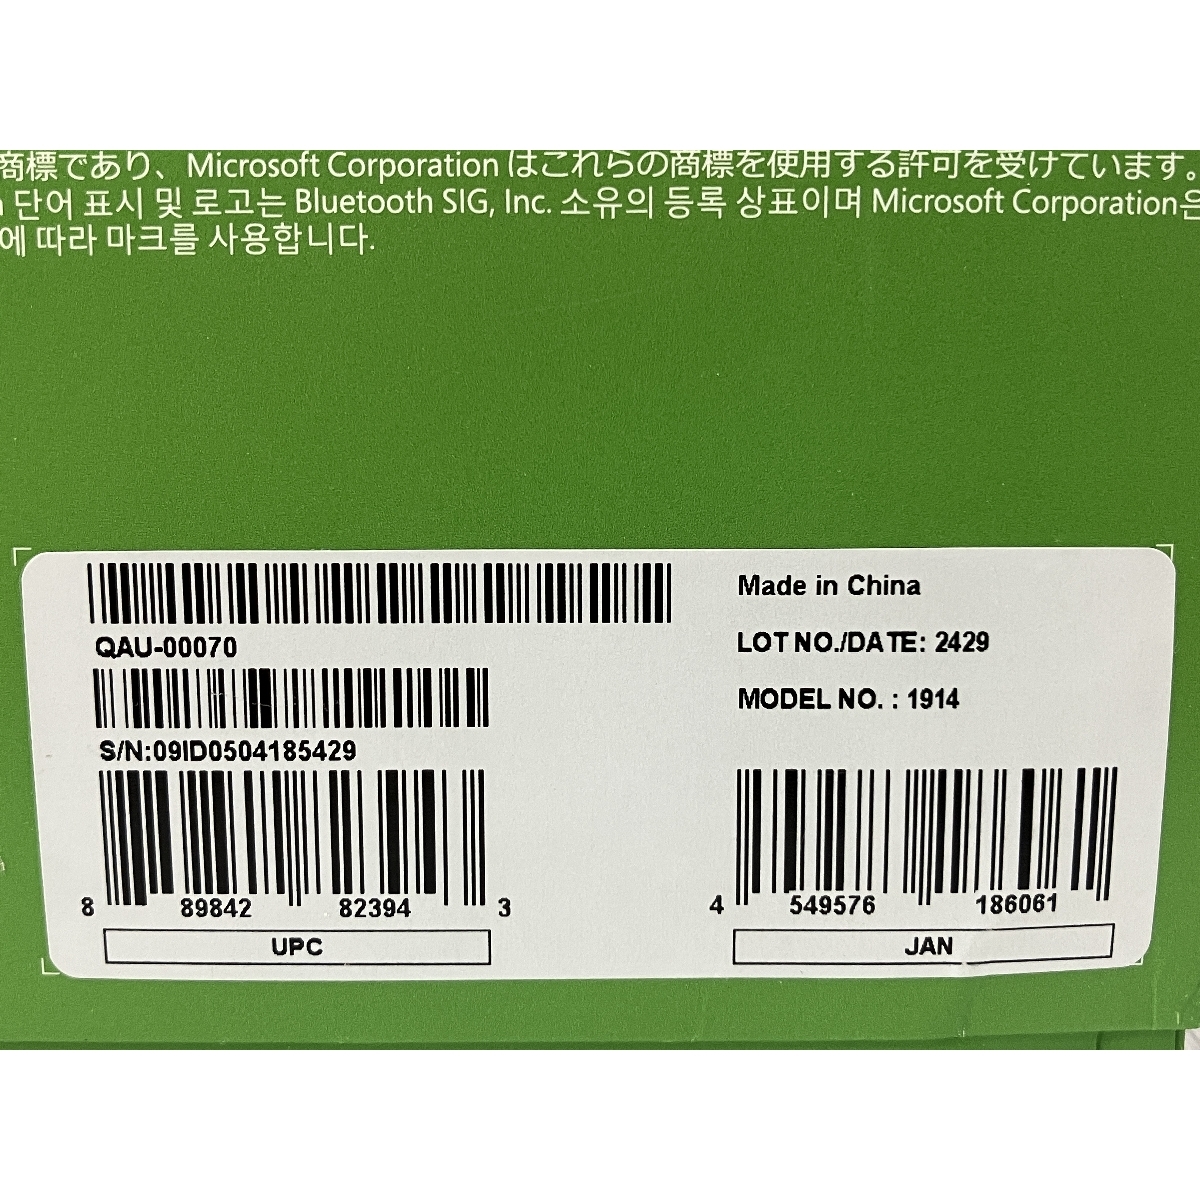 商標であり、Microsoft Corporation はこれらの商標を使用する許可を受けています。
단어 표시 및 로고는 Bluetooth SIG, Inc. 소유의 등록 상표이며 Microsoft Corporation은
에 따라 마크를 사용합니다.
QAU-00070
S/N:09ID0504185429
8 89842 82394 3
UPC
Made in China
LOT NO./DATE: 2429
MODEL NO. : 1914
4 549576 186061
JAN